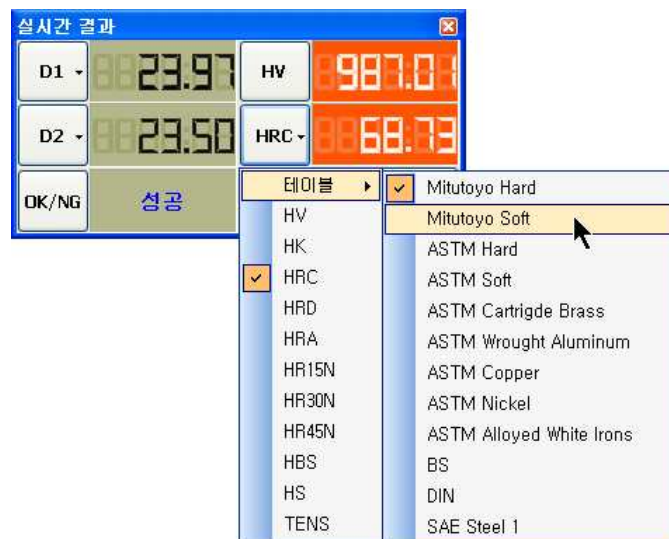 실시간 결과
D1 23.97 HV 987.01
D2 23.50 HRC 68.73
OK/NG 성공
테이블
HV
HK
HRC
HRD
HRA
HR15N
HR30N
HR45N
HBS
HS
TENS
Mitutoyo Hard
Mitutoyo Soft
ASTM Hard
ASTM Soft
ASTM Cartrigde Brass
ASTM Wrought Aluminum
ASTM Copper
ASTM Nickel
ASTM Alloyed White Irons
BS
DIN
SAE Steel 1